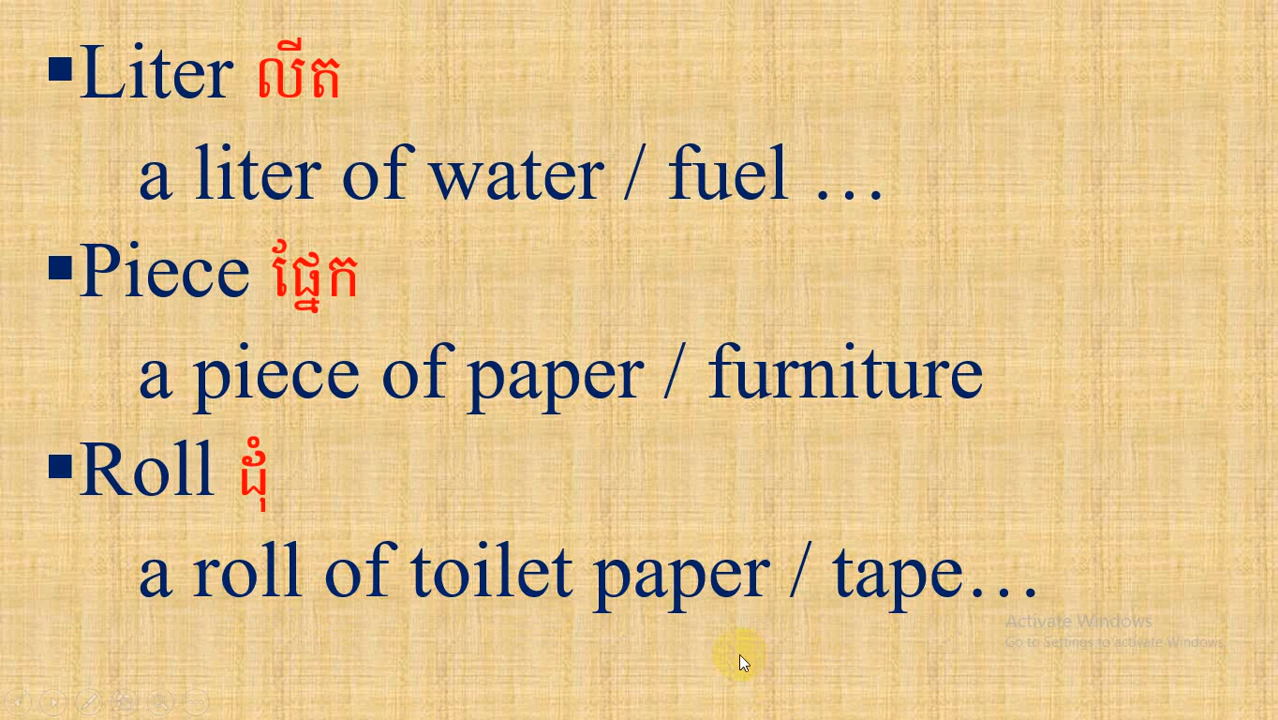 ▪Liter លីត
a liter of water / fuel …
▪Piece ផ្នែក
a piece of paper / furniture
▪Roll ដុំ
a roll of toilet paper / tape…
Activate Windows
Go to Settings to activate Windows.